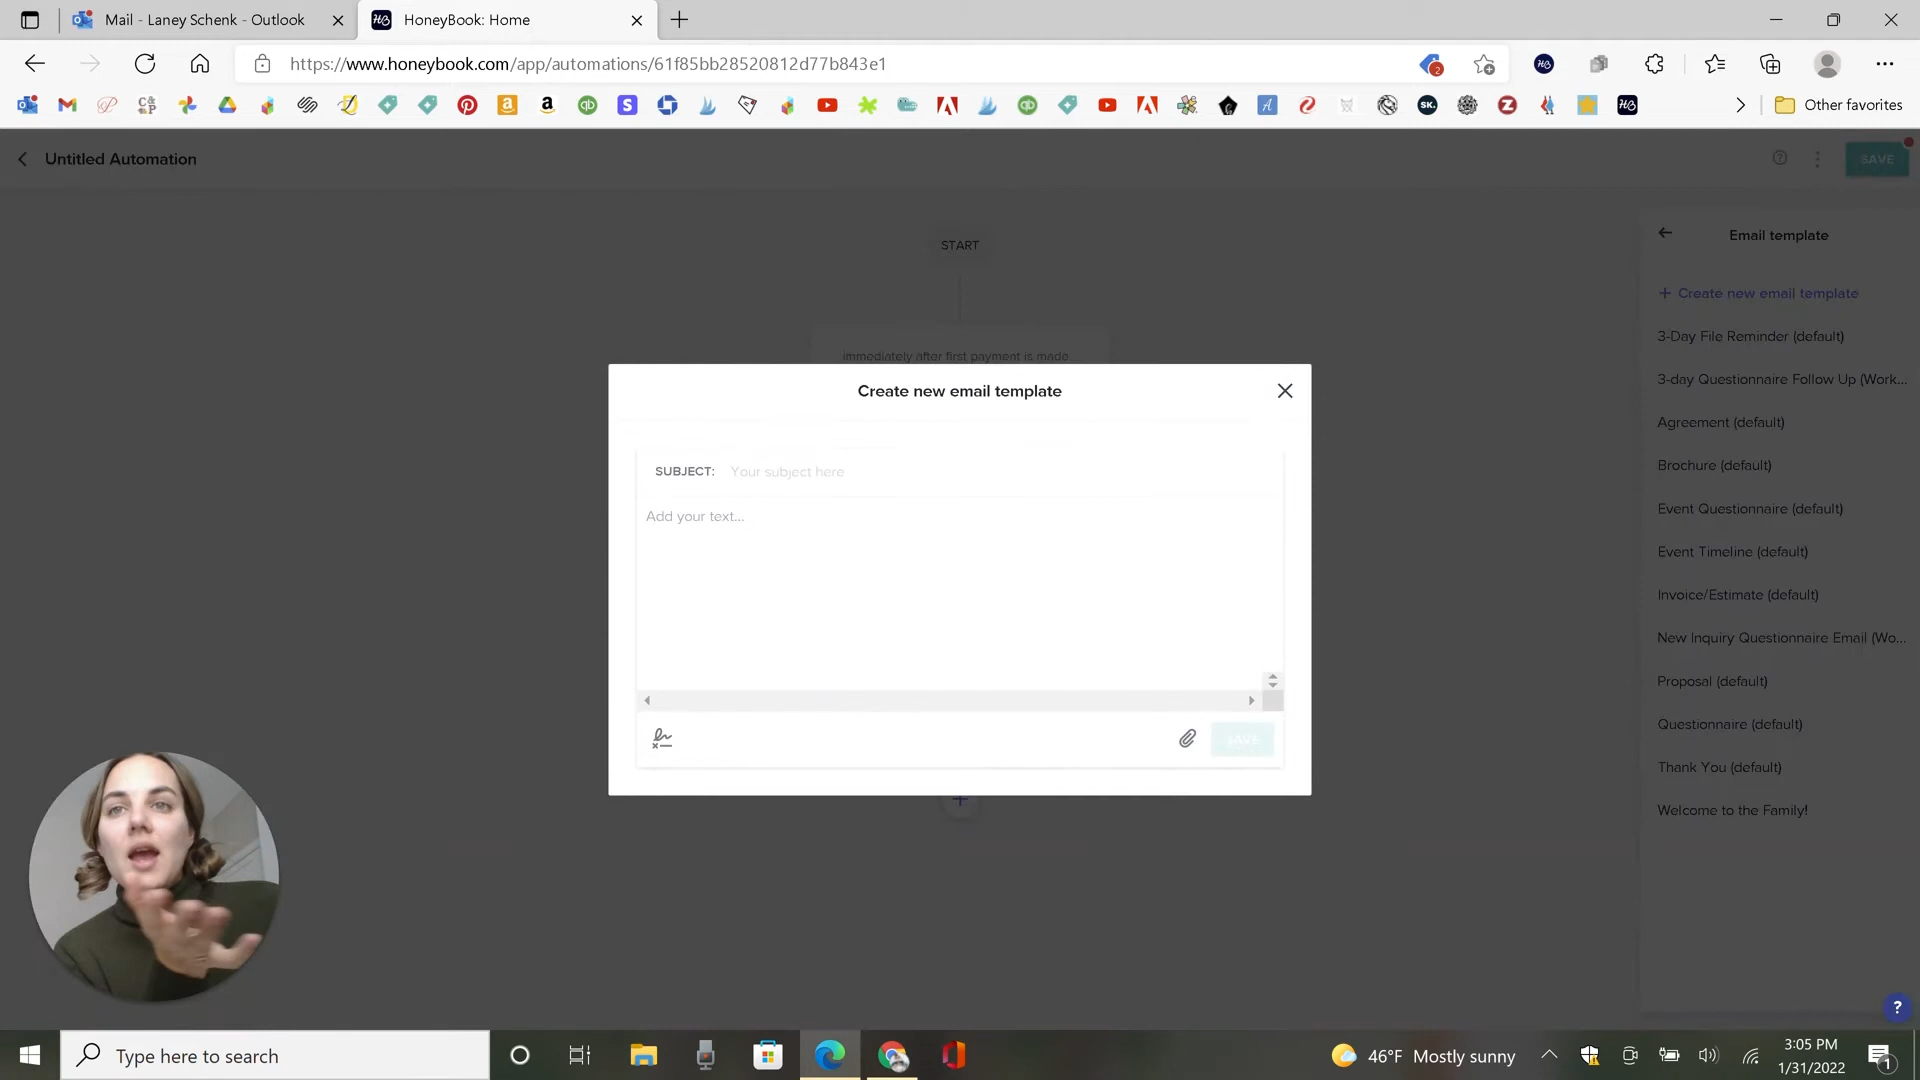 Mail - Laney Schenk - Outlook
HoneyBook: Home
https://www.honeybook.com/app/automations/61f85bb28520812d77b843e1
2
Other favorites
Untitled Automation
SAVE
START
immediately after first payment is made...
Create new email template
SUBJECT: Your subject here
Add your text...
SAVE
Email template
+ Create new email template
3-Day File Reminder (default)
3-day Questionnaire Follow Up (Work...
Agreement (default)
Brochure (default)
Event Questionnaire (default)
Event Timeline (default)
Invoice/Estimate (default)
New Inquiry Questionnaire Email (Wo...
Proposal (default)
Questionnaire (default)
Thank You (default)
Welcome to the Family!
?
Type here to search
46°F Mostly sunny
3:05 PM
1/31/2022
1